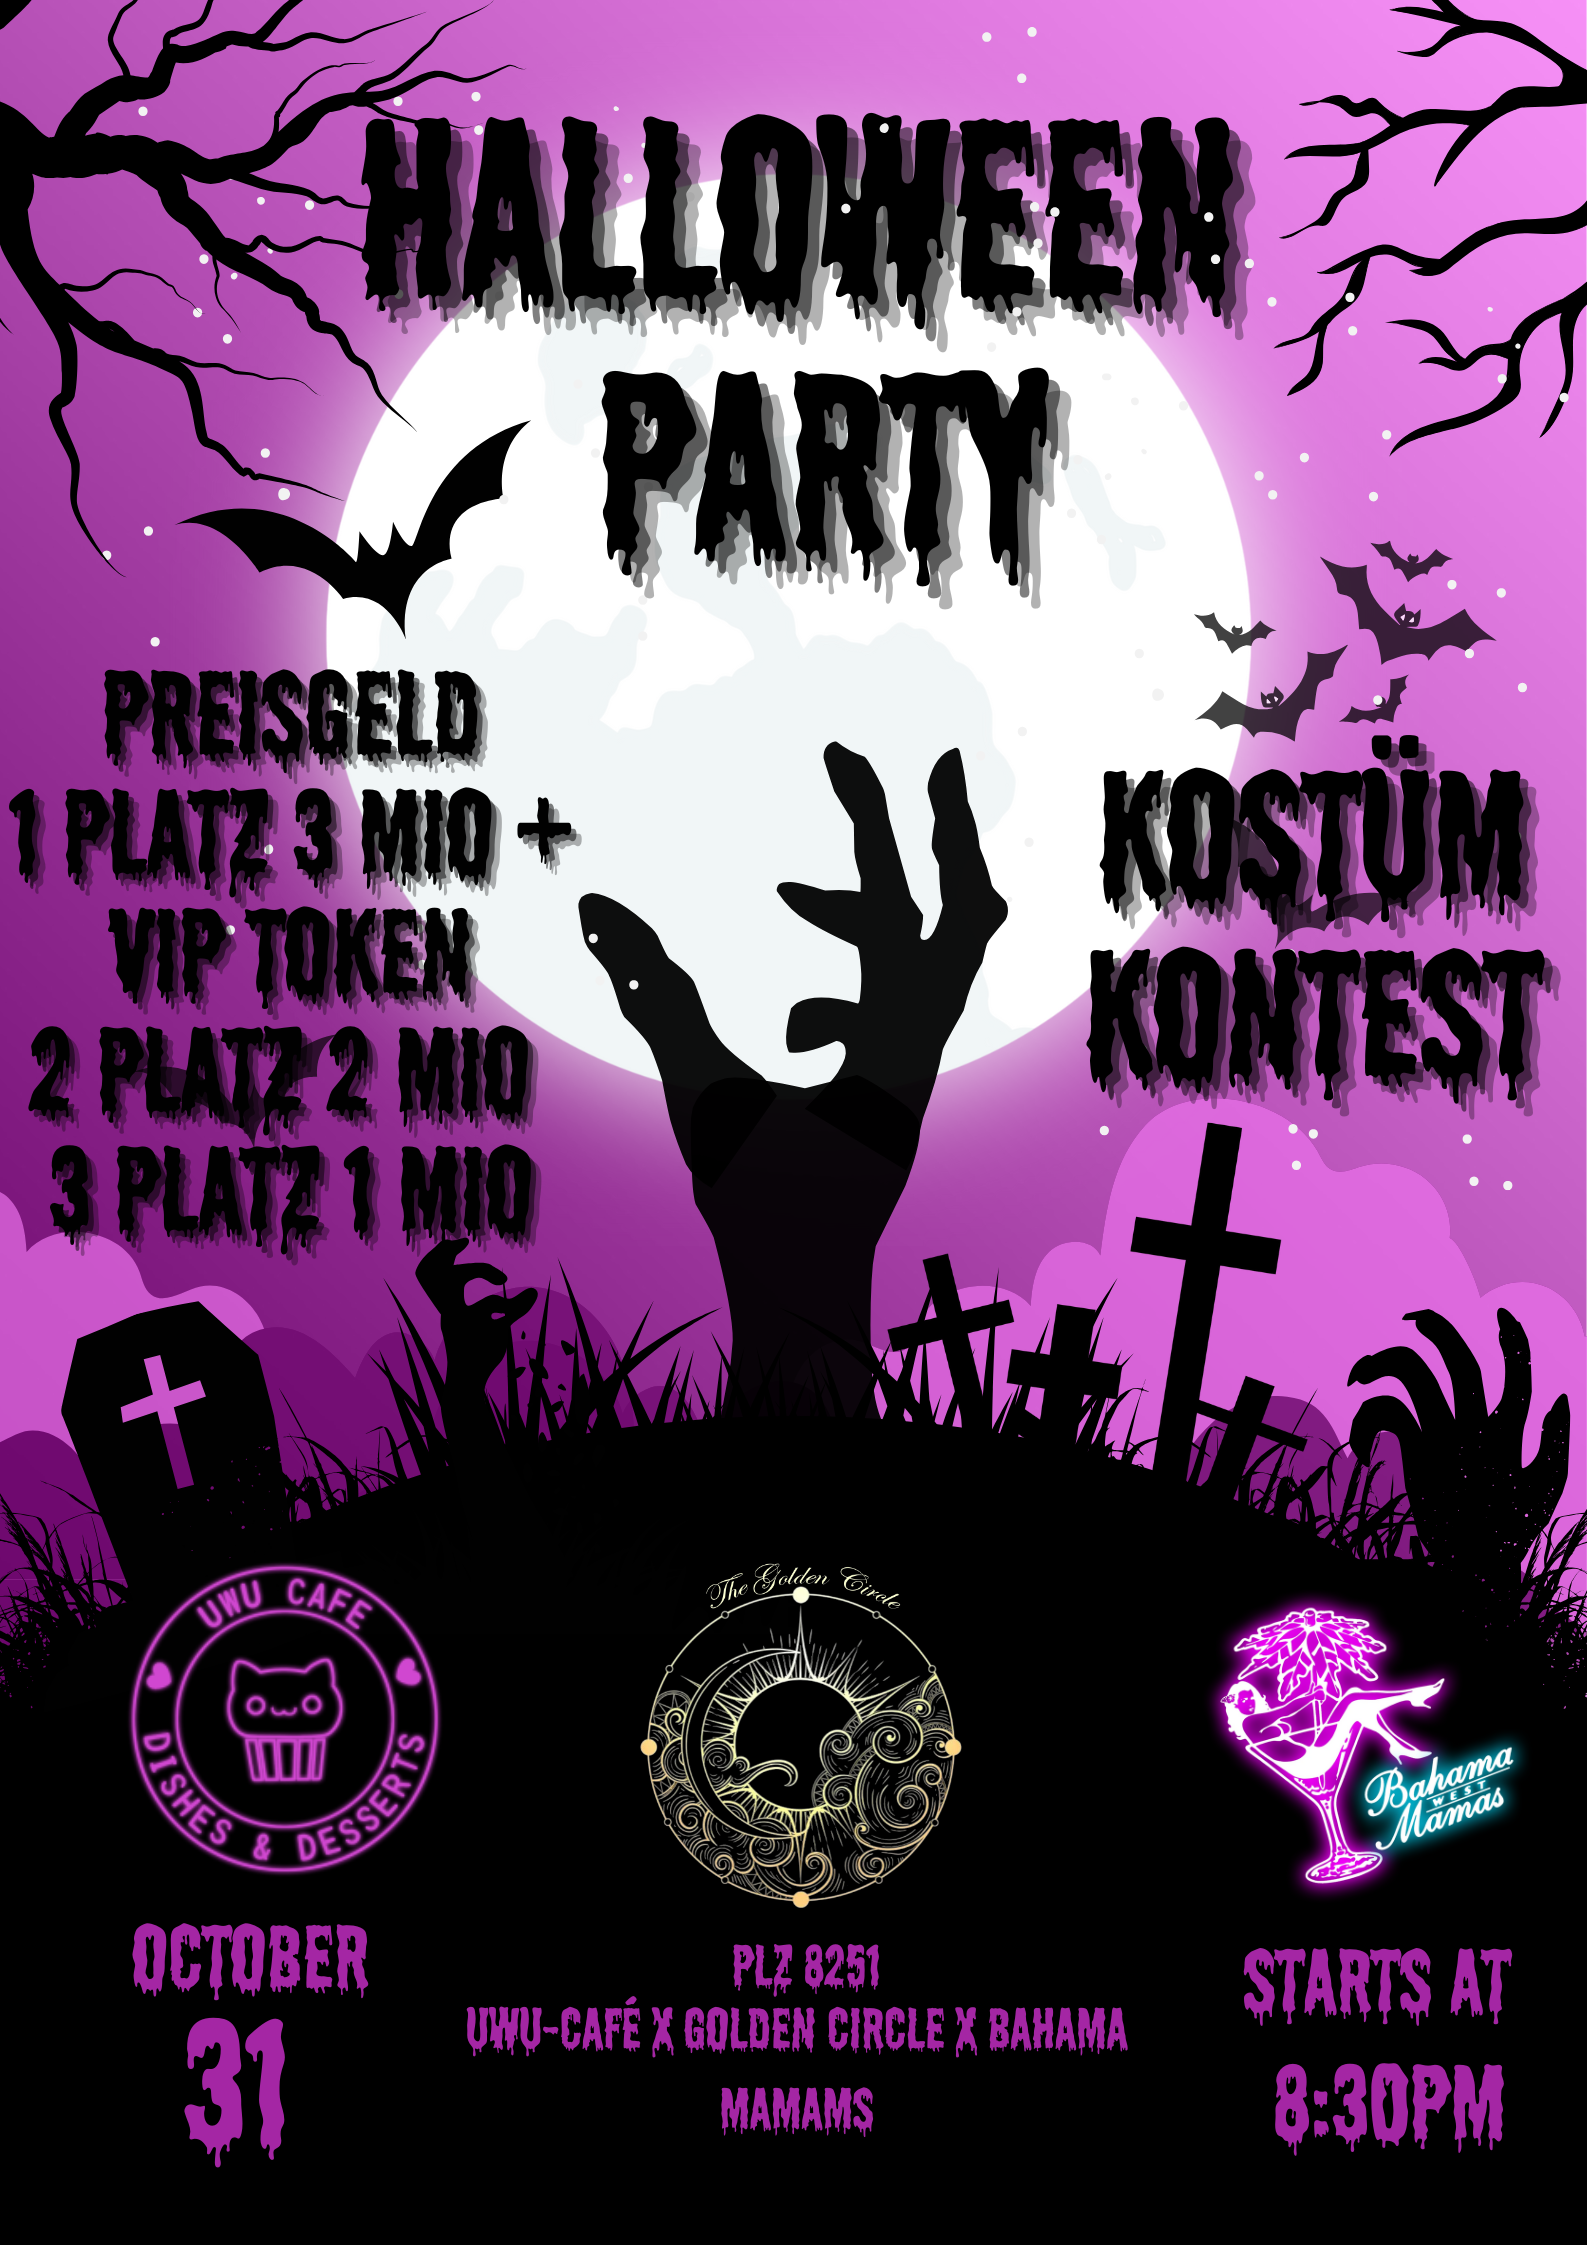 HALLOWEEN
PARTY
PREISGELD
1 PLATZ 3 MIO +
VIP TOKEN
2 PLATZ 2 MIO
3 PLATZ 1 MIO
KOSTÜM
KONTEST
UWU CAFE
DISHES & DESSERTS
The Golden Circle
Bahama
WEST
Mamas
OCTOBER
31
PLZ 8251
UWU-CAFÉ X GOLDEN CIRCLE X BAHAMA
MAMAMS
STARTS AT
8:30PM